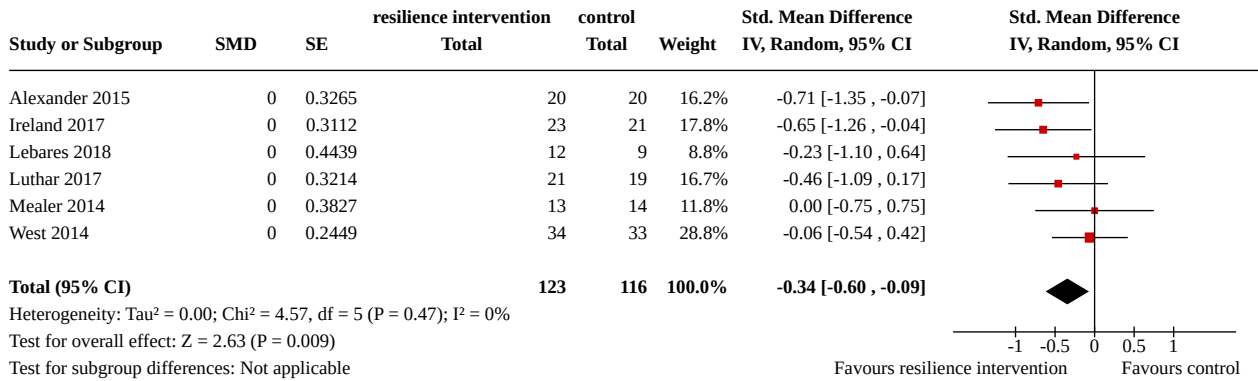 resilience intervention control Std. Mean Difference Std. Mean Difference
Study or Subgroup SMD SE Total Total Weight IV, Random, 95% CI IV, Random, 95% CI
Alexander 2015 0 0.3265 20 20 16.2% -0.71 [-1.35 , -0.07]
Ireland 2017 0 0.3112 23 21 17.8% -0.65 [-1.26 , -0.04]
Lebares 2018 0 0.4439 12 9 8.8% -0.23 [-1.10 , 0.64]
Luthar 2017 0 0.3214 21 19 16.7% -0.46 [-1.09 , 0.17]
Mealer 2014 0 0.3827 13 14 11.8% 0.00 [-0.75 , 0.75]
West 2014 0 0.2449 34 33 28.8% -0.06 [-0.54 , 0.42]
Total (95% CI) 123 116 100.0% -0.34 [-0.60 , -0.09]
Heterogeneity: Tau² = 0.00; Chi² = 4.57, df = 5 (P = 0.47); I² = 0%
Test for overall effect: Z = 2.63 (P = 0.009) -1 -0.5 0 0.5 1
Test for subgroup differences: Not applicable Favours resilience intervention Favours control